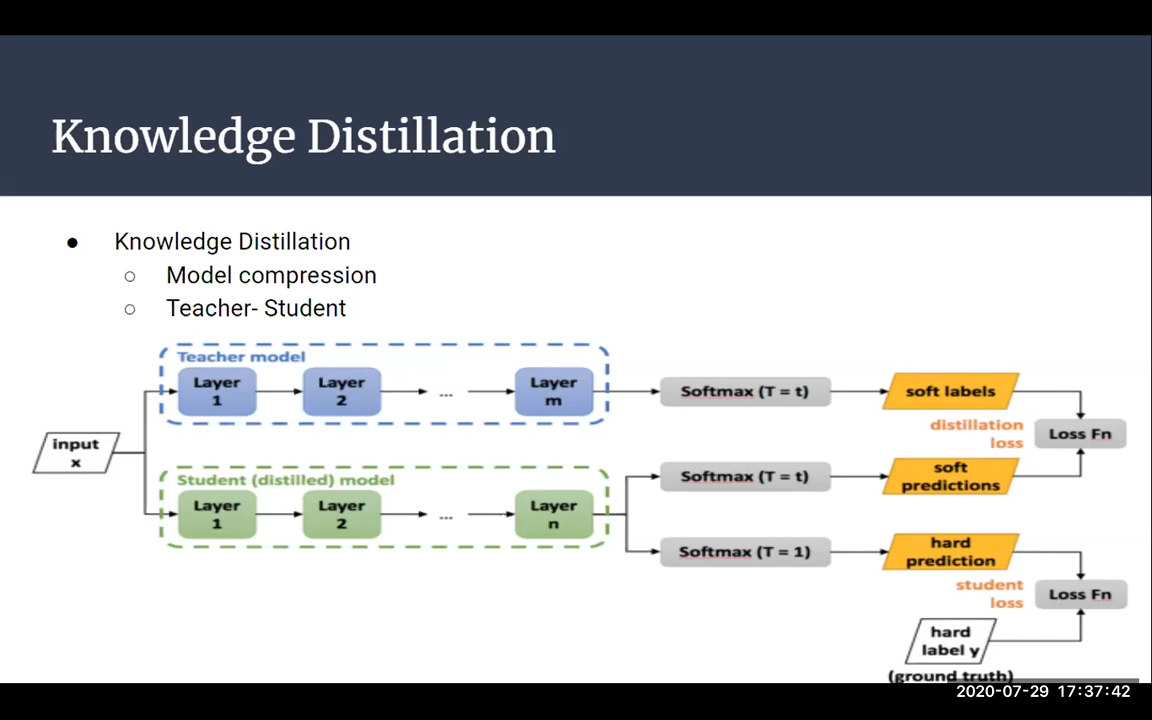 Knowledge Distillation
● Knowledge Distillation
○ Model compression
○ Teacher- Student
Teacher model
Layer
1
Layer
2
...
Layer
m
Softmax (T = t)
soft labels
input
x
distillation
loss
Loss Fn
Student (distilled) model
Layer
1
Layer
2
...
Layer
n
Softmax (T = t)
soft
predictions
Softmax (T = 1)
hard
prediction
student
loss
Loss Fn
hard
label y
(ground truth)
2020-07-29 17:37:42